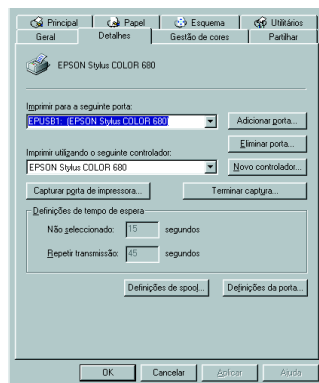 Principal Papel Esquema Utilitários
Geral Detalhes Gestão de cores Partilhar
EPSON Stylus COLOR 680
Imprimir para a seguinte porta:
EPUSB1: (EPSON Stylus COLOR 680)
Adicionar porta...
Eliminar porta...
Imprimir utilizando o seguinte controlador:
EPSON Stylus COLOR 680
Novo controlador...
Capturar porta de impressora... Terminar captura...
Definições de tempo de espera
Não seleccionado: 15 segundos
Repetir transmissão: 45 segundos
Definições de spool... Definições da porta...
OK Cancelar Aplicar Ajuda